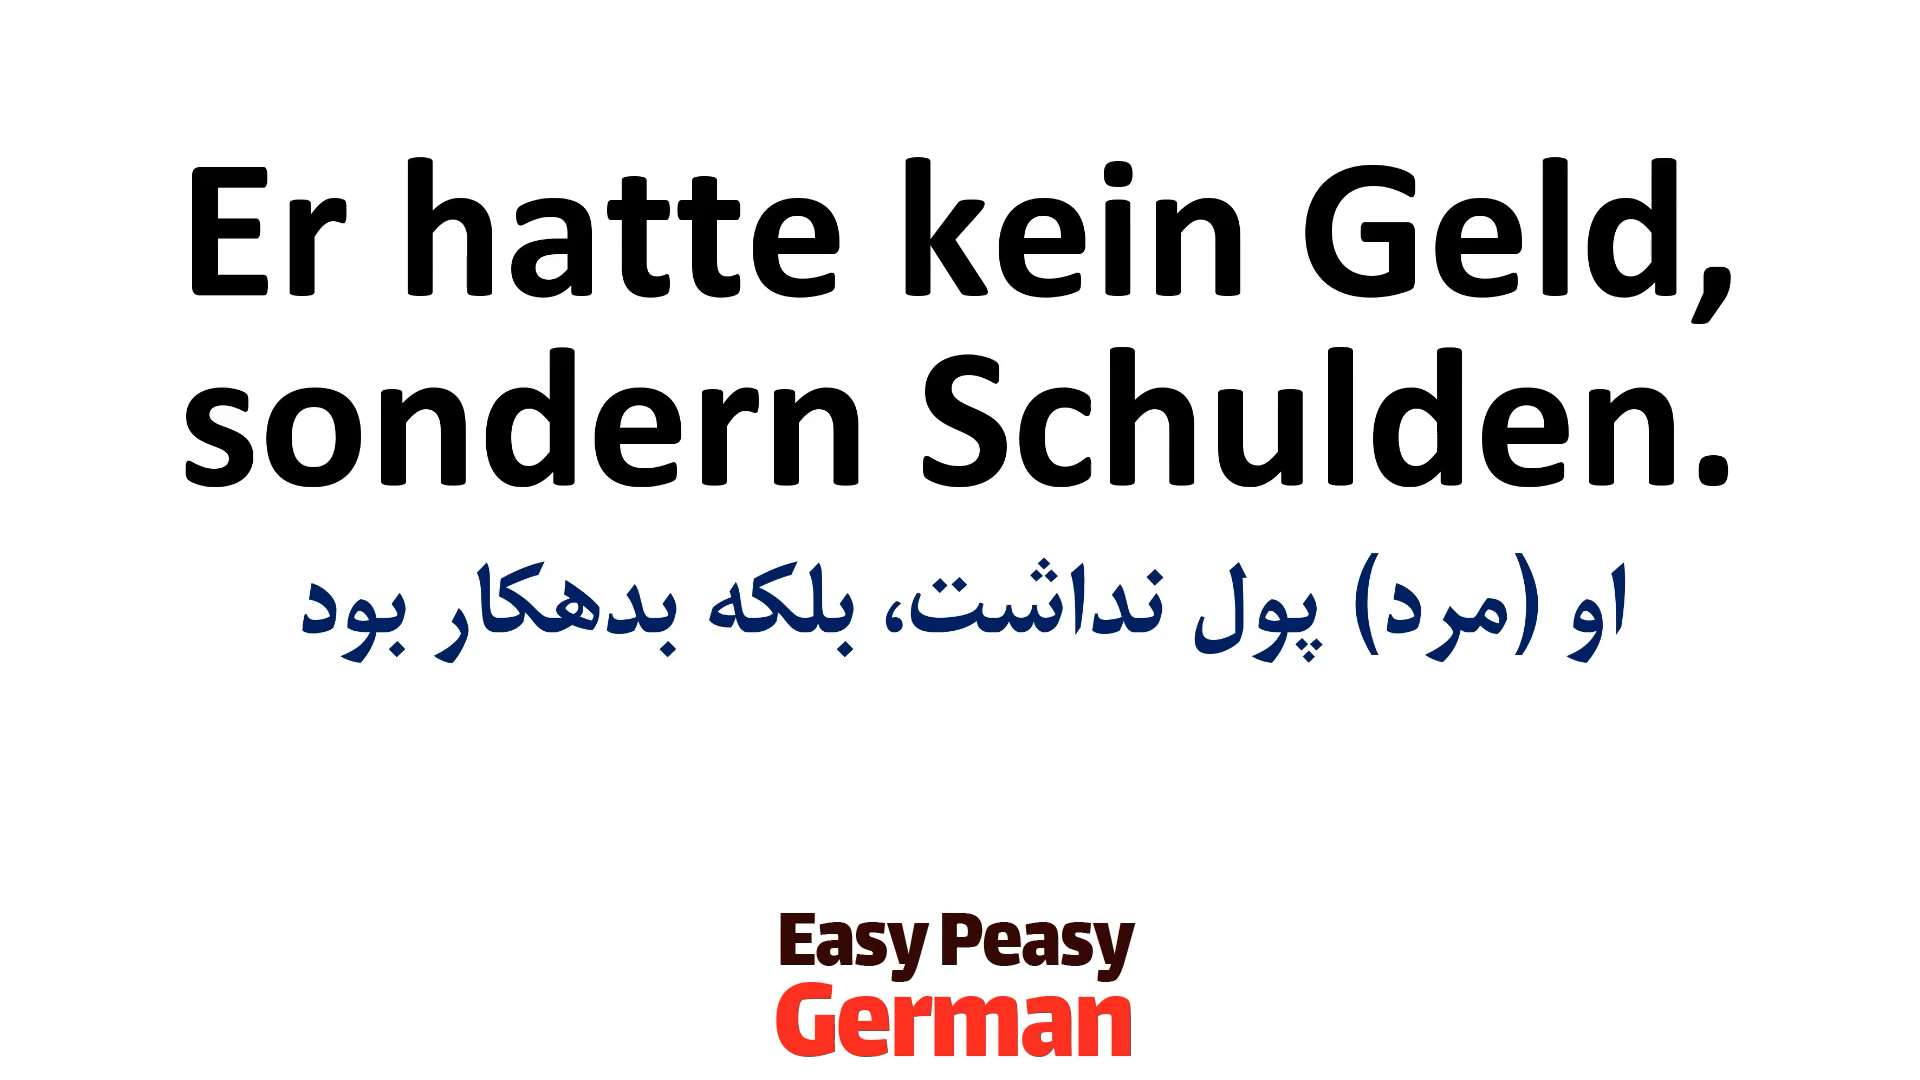 Er hatte kein Geld,
sondern Schulden.
او (مرد) پول نداشت، بلکه بدهکار بود
Easy Peasy
German